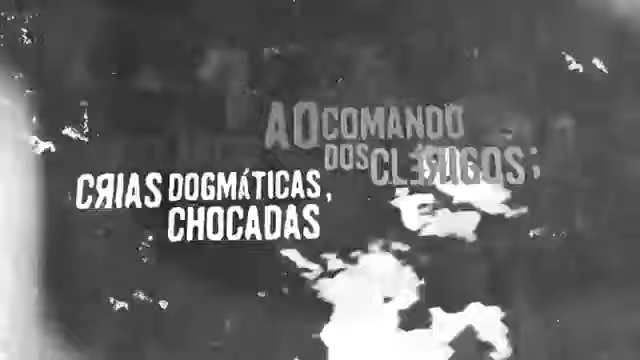 AO COMANDO
DOS CLÉRIGOS;
CRIAS DOGMÁTICAS,
CHOCADAS